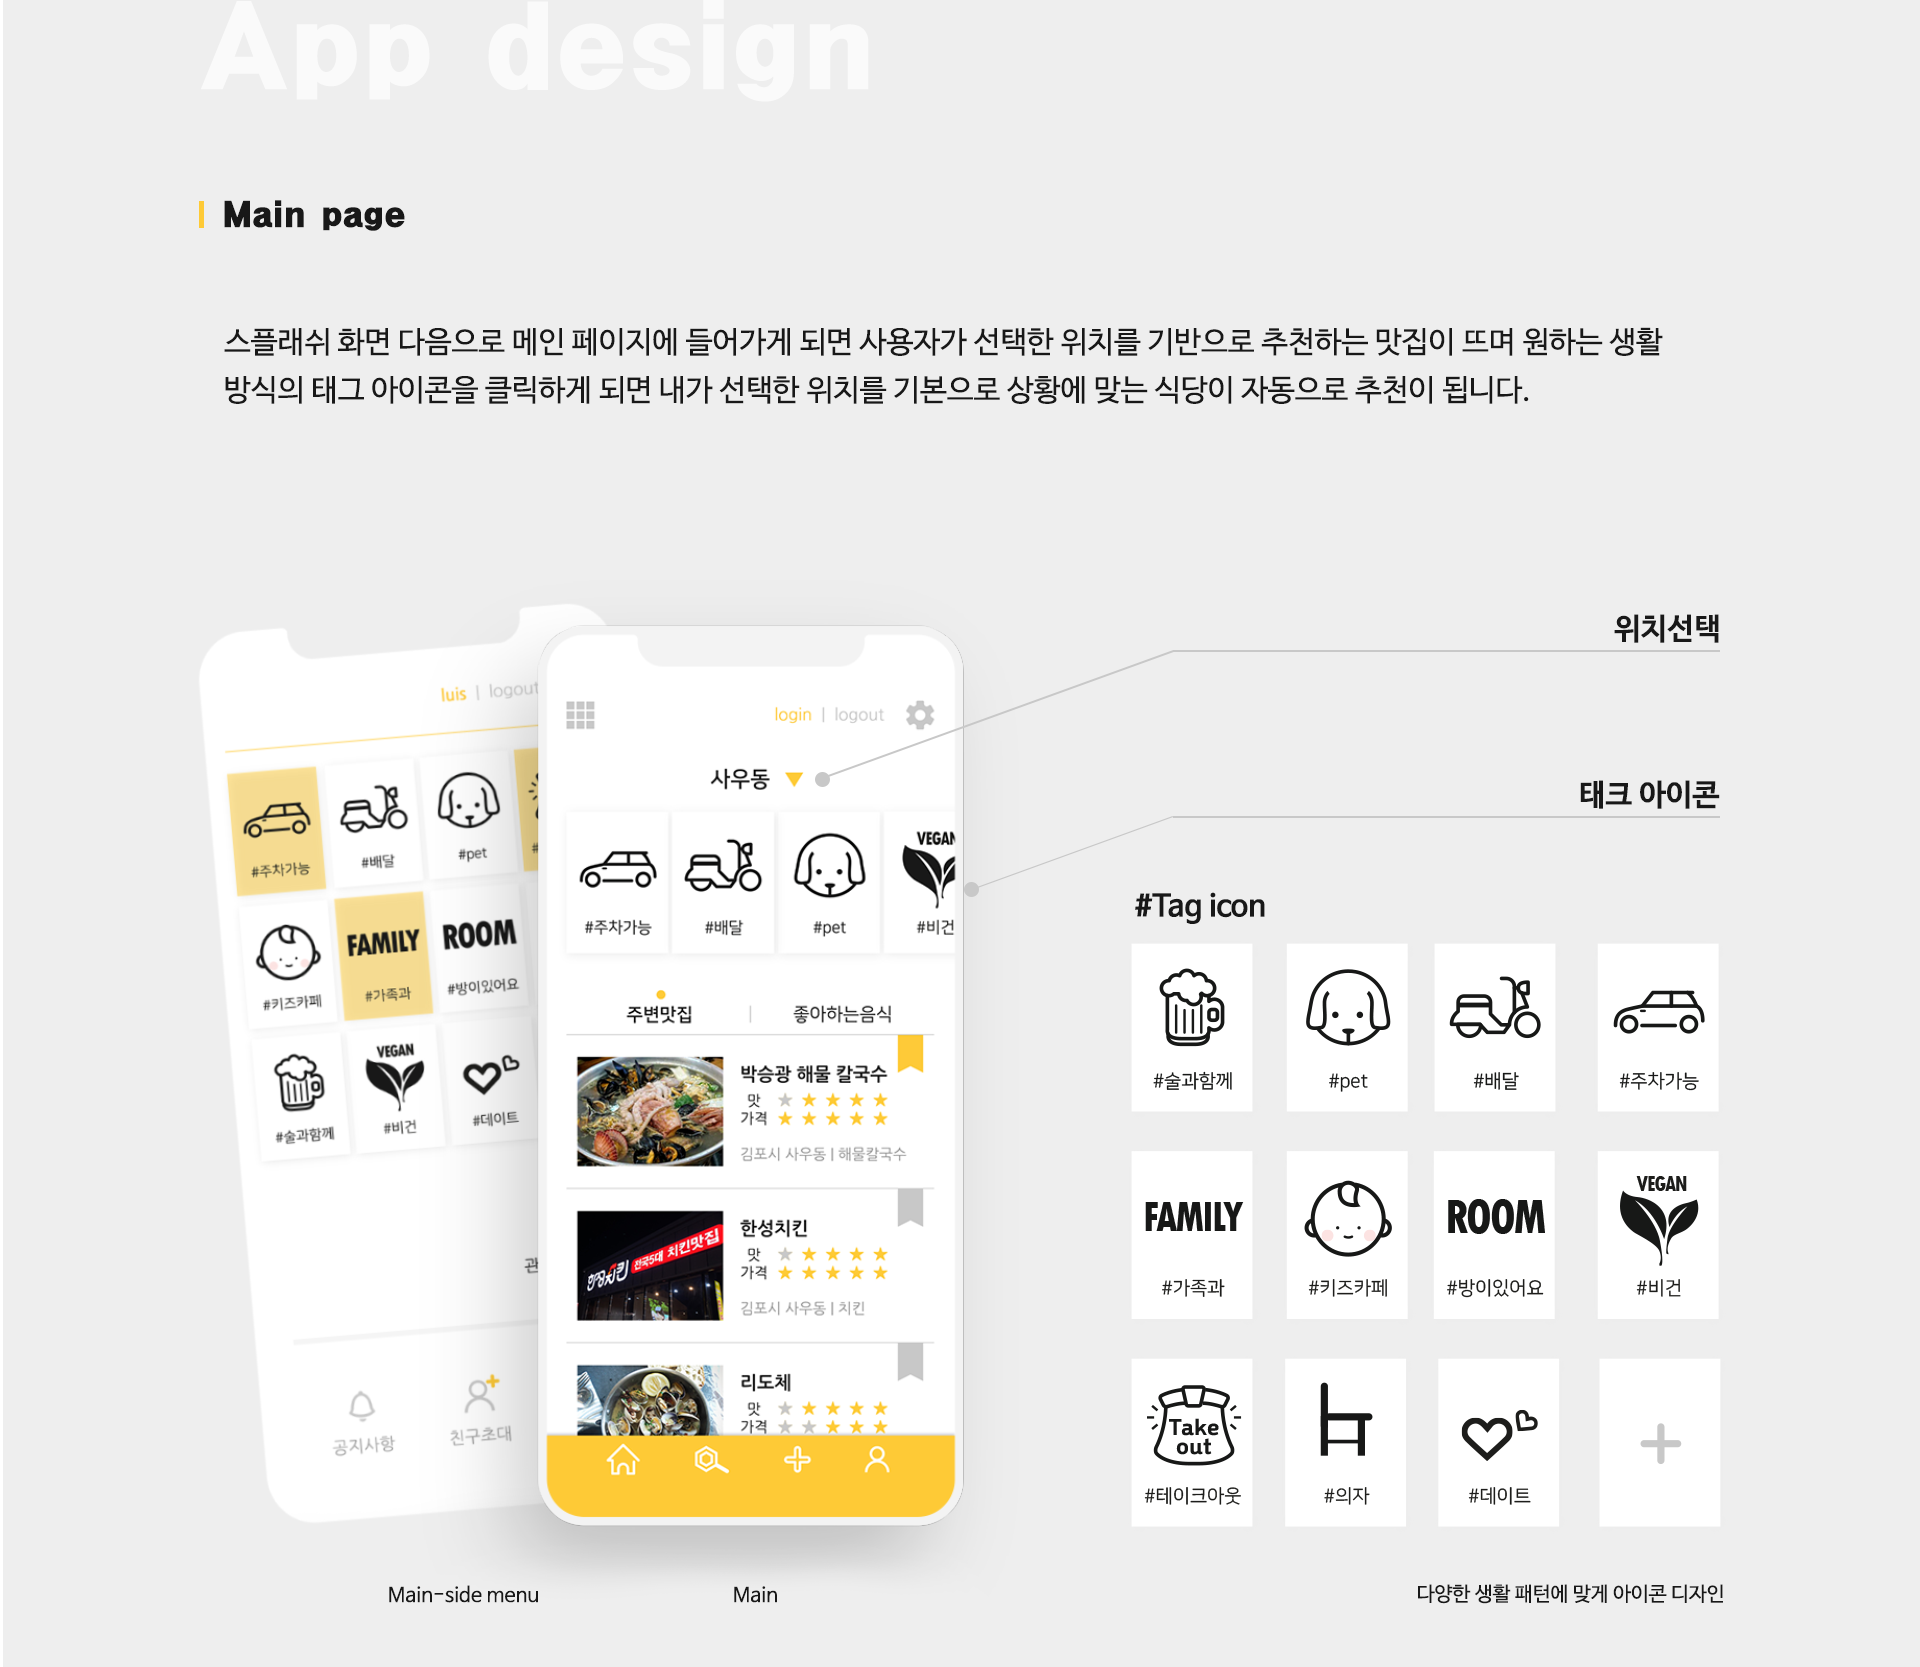 App design
Main page
스플래쉬 화면 다음으로 메인 페이지에 들어가게 되면 사용자가 선택한 위치를 기반으로 추천하는 맛집이 뜨며 원하는 생활
방식의 태그 아이콘을 클릭하게 되면 내가 선택한 위치를 기본으로 상황에 맞는 식당이 자동으로 추천이 됩니다.
luis | logout
#주차가능
#배달
#pet
#
#키즈카페
FAMILY
#가족과
ROOM
#방이있어요
#술과함께
VEGAN
#비건
#데이트
관
공지사항
친구초대
Main-side menu
login | logout
사우동
#주차가능
#배달
#pet
VEGAN
#비건
주변맛집 | 좋아하는음식
박승광 해물 칼국수
맛
가격
김포시 사우동 | 해물칼국수
한성치킨
전국5대 치킨맛집
한성치킨
맛
가격
김포시 사우동 | 치킨
리도체
맛
가격
Main
위치선택
태크 아이콘
#Tag icon
#술과함께
#pet
#배달
#주차가능
FAMILY
#가족과
#키즈카페
ROOM
#방이있어요
VEGAN
#비건
Take
out
#테이크아웃
#의자
#데이트
다양한 생활 패턴에 맞게 아이콘 디자인